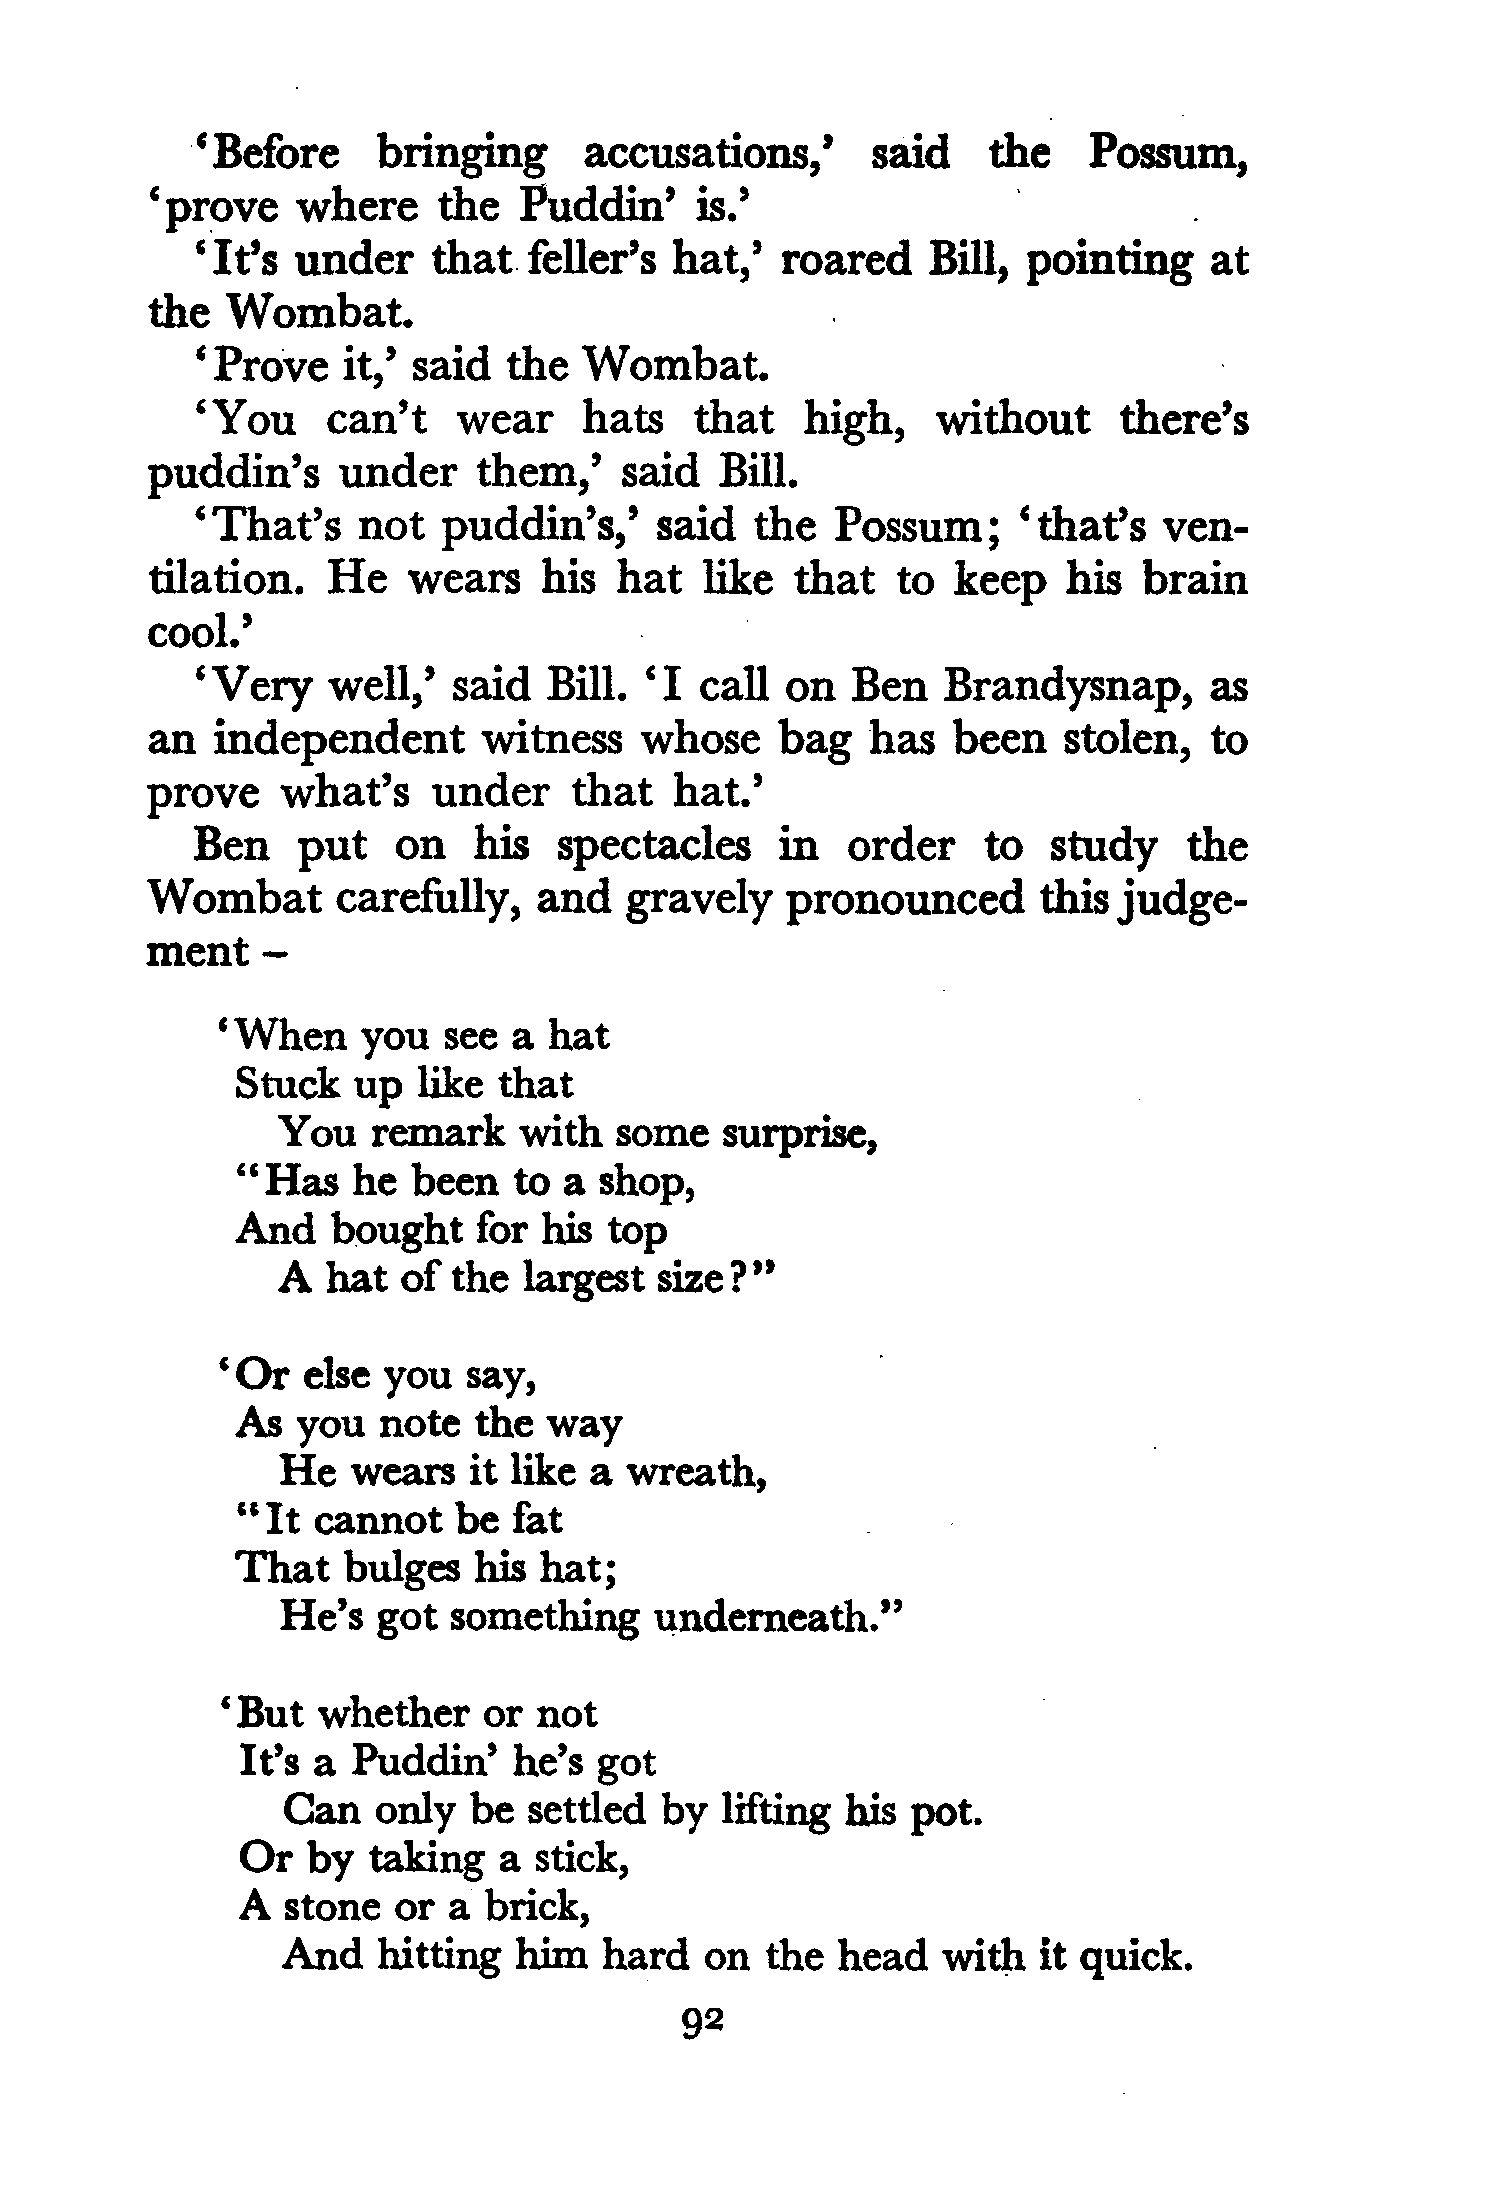 ‘Before bringing accusations,’ said the Possum,
‘prove where the Puddin’ is.’
‘It’s under that feller’s hat,’ roared Bill, pointing at
the Wombat.
‘Prove it,’ said the Wombat.
‘You can’t wear hats that high, without there’s
puddin’s under them,’ said Bill.
‘That’s not puddin’s,’ said the Possum; ‘that’s ven-
tilation. He wears his hat like that to keep his brain
cool.’
‘Very well,’ said Bill. ‘I call on Ben Brandysnap, as
an independent witness whose bag has been stolen, to
prove what’s under that hat.’
Ben put on his spectacles in order to study the
Wombat carefully, and gravely pronounced this judge-
ment –
‘When you see a hat
Stuck up like that
You remark with some surprise,
“Has he been to a shop,
And bought for his top
A hat of the largest size?”
‘Or else you say,
As you note the way
He wears it like a wreath,
“It cannot be fat
That bulges his hat;
He’s got something underneath.”
‘But whether or not
It’s a Puddin’ he’s got
Can only be settled by lifting his pot.
Or by taking a stick,
A stone or a brick,
And hitting him hard on the head with it quick.
92